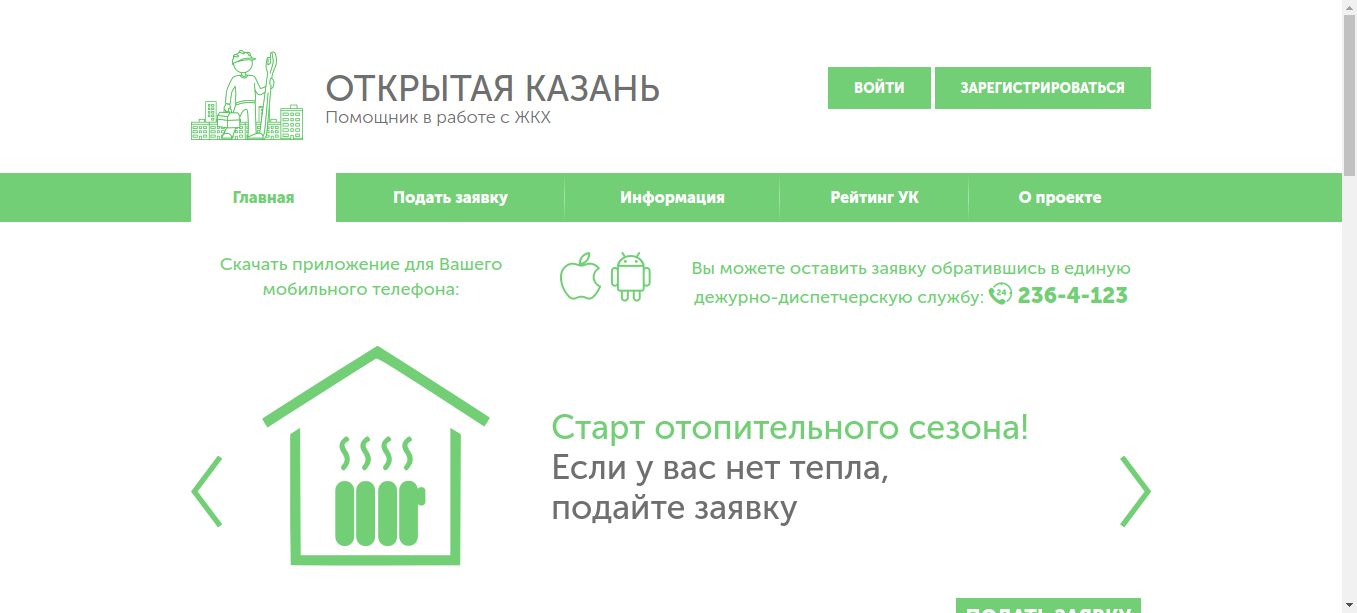 ОТКРЫТАЯ КАЗАНЬ
Помощник в работе с ЖКХ
ВОЙТИ
ЗАРЕГИСТРИРОВАТЬСЯ
Главная
Подать заявку
Информация
Рейтинг УК
О проекте
Скачать приложение для Вашего
мобильного телефона:
Вы можете оставить заявку обратившись в единую
дежурно-диспетчерскую службу: 24 236-4-123
Старт отопительного сезона!
Если у вас нет тепла,
подайте заявку
ПОДАТЬ ЗАЯВКУ